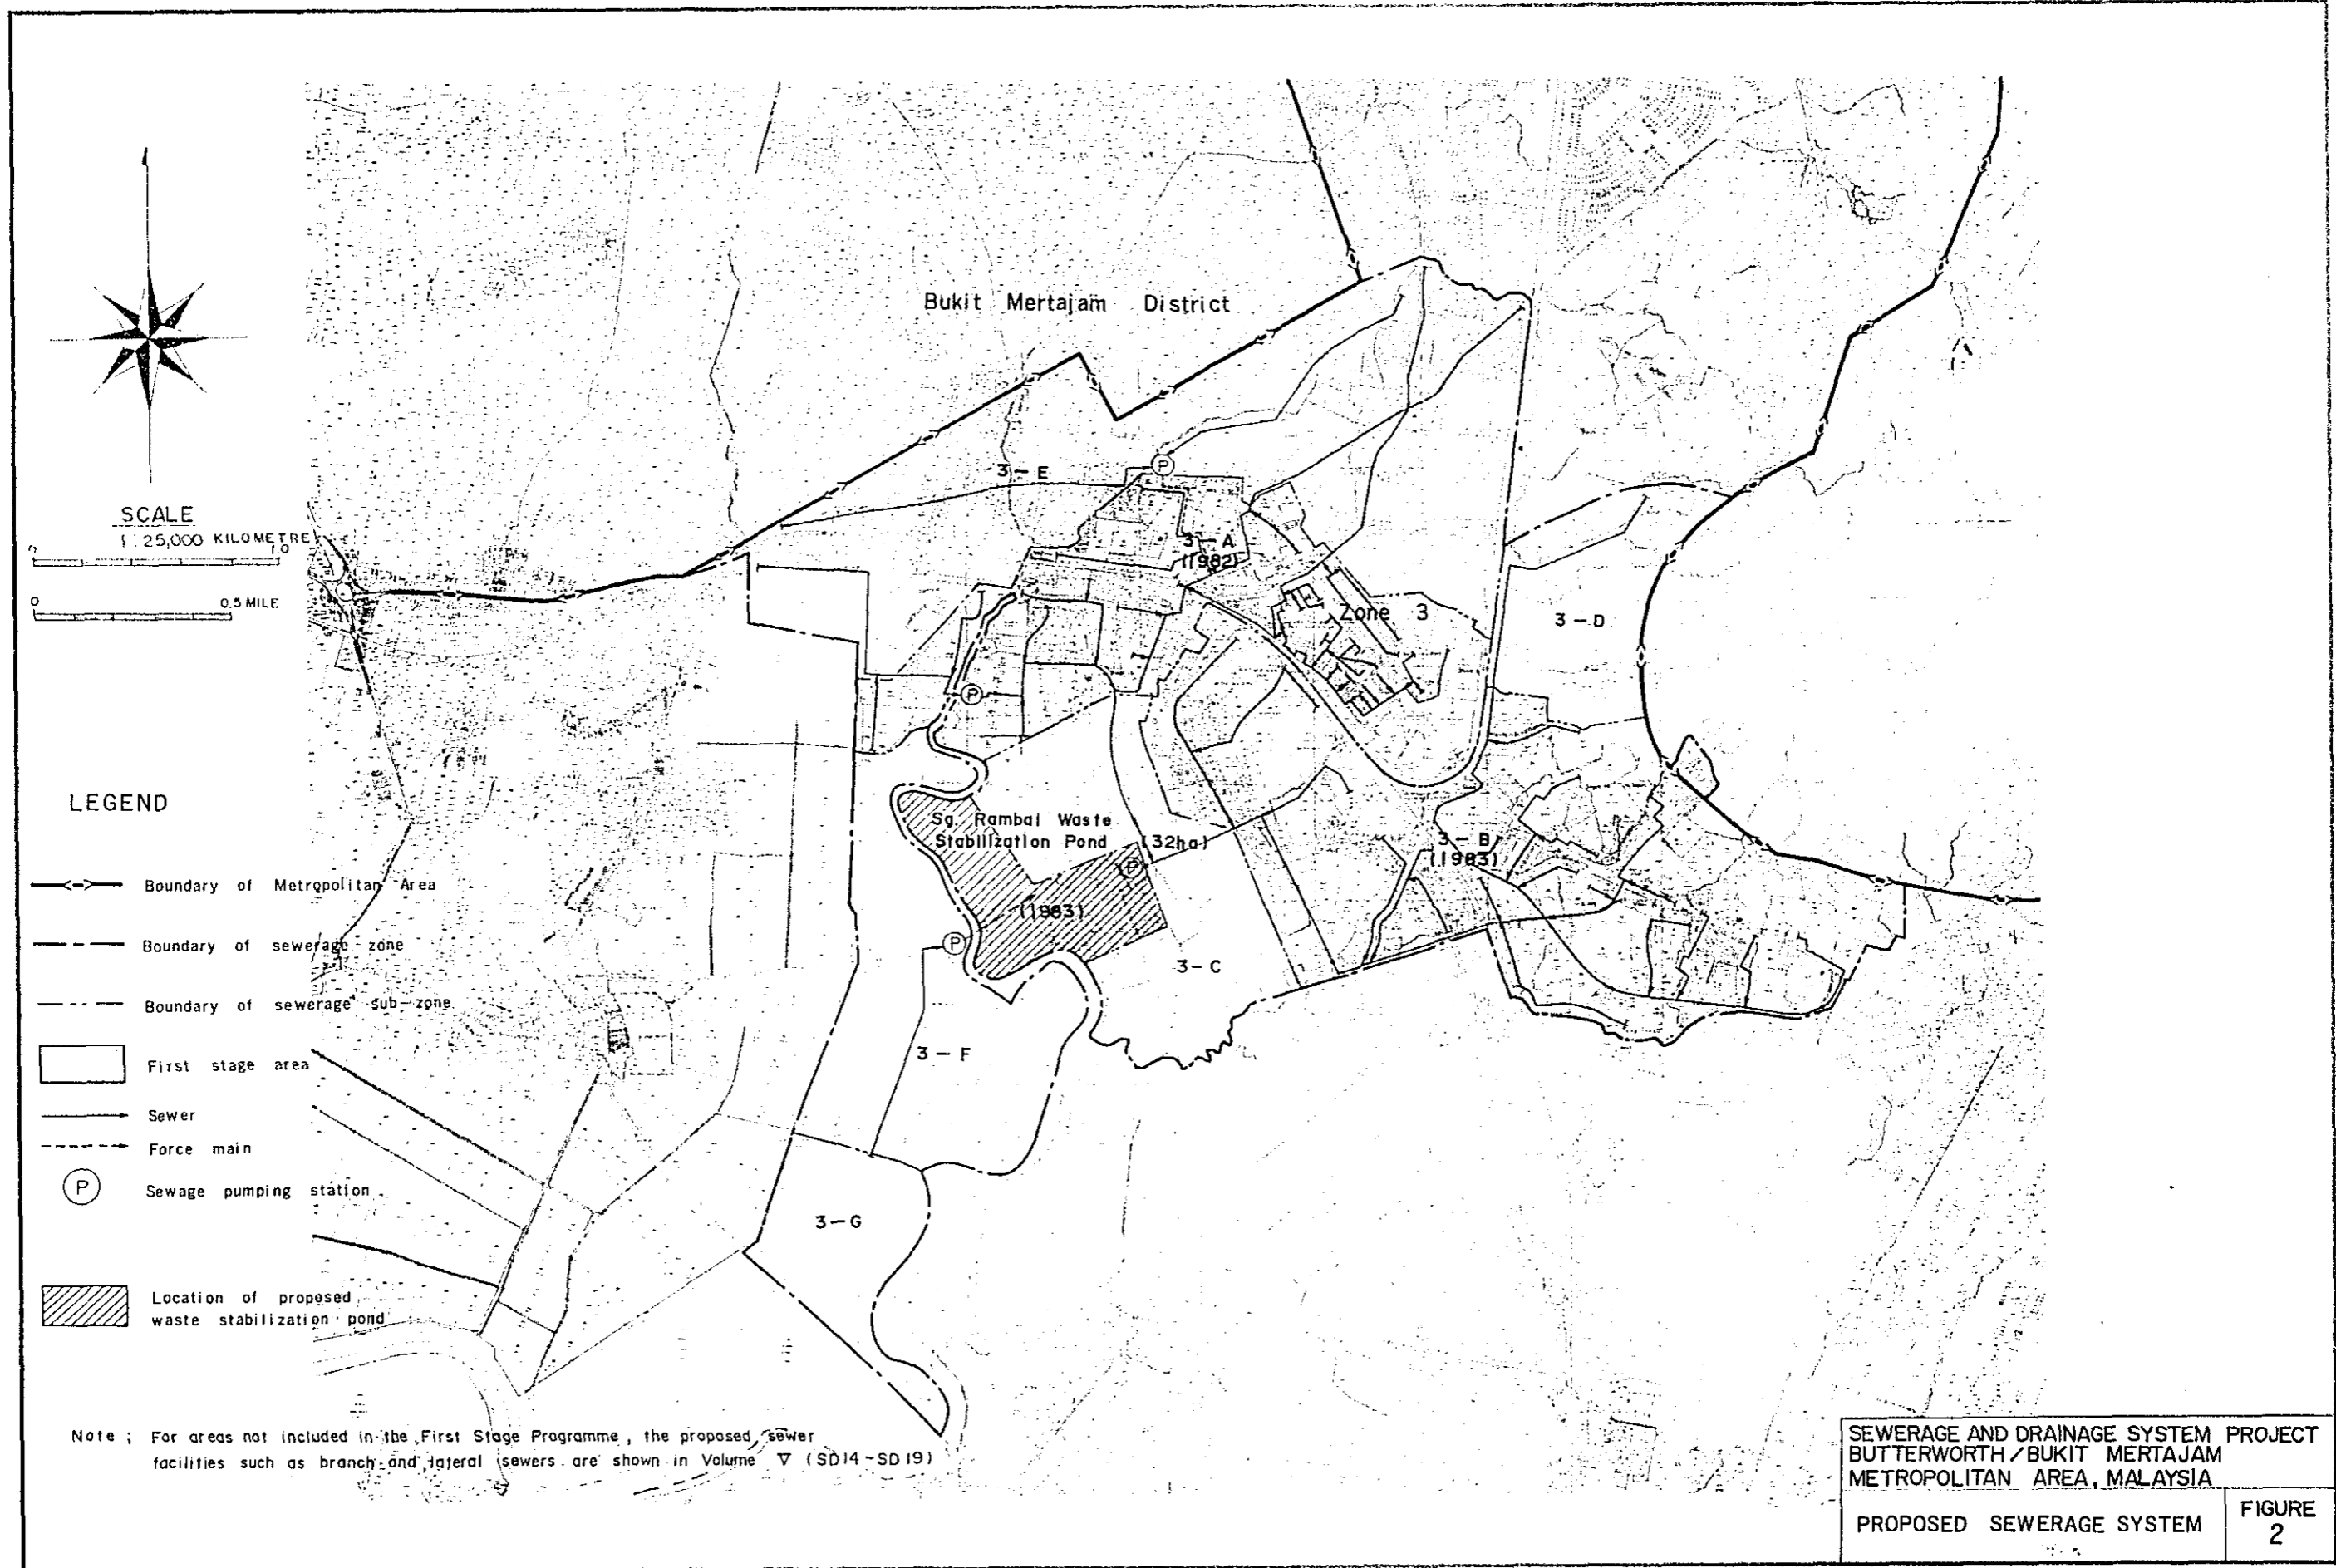 Bukit Mertajam District
SCALE
1:25,000 KILOMETRE
0 1.0
0 0.5 MILE
3-E
P
3-A
(1982)
Zone 3
3-D
P
LEGEND
Sg. Rambai Waste
Stabilization Pond (32ha)
3-B
(1983)
P
Boundary of Metropolitan Area
(1983)
Boundary of sewerage zone
P
3-C
Boundary of sewerage sub-zone
First stage area
3-F
Sewer
Force main
P Sewage pumping station
3-G
Location of proposed
waste stabilization pond
Note ; For areas not included in the First Stage Programme, the proposed sewer
facilities such as branch and lateral sewers are shown in Volume V (SD14-SD19)
SEWERAGE AND DRAINAGE SYSTEM PROJECT
BUTTERWORTH/BUKIT MERTAJAM
METROPOLITAN AREA, MALAYSIA
PROPOSED SEWERAGE SYSTEM
FIGURE
2